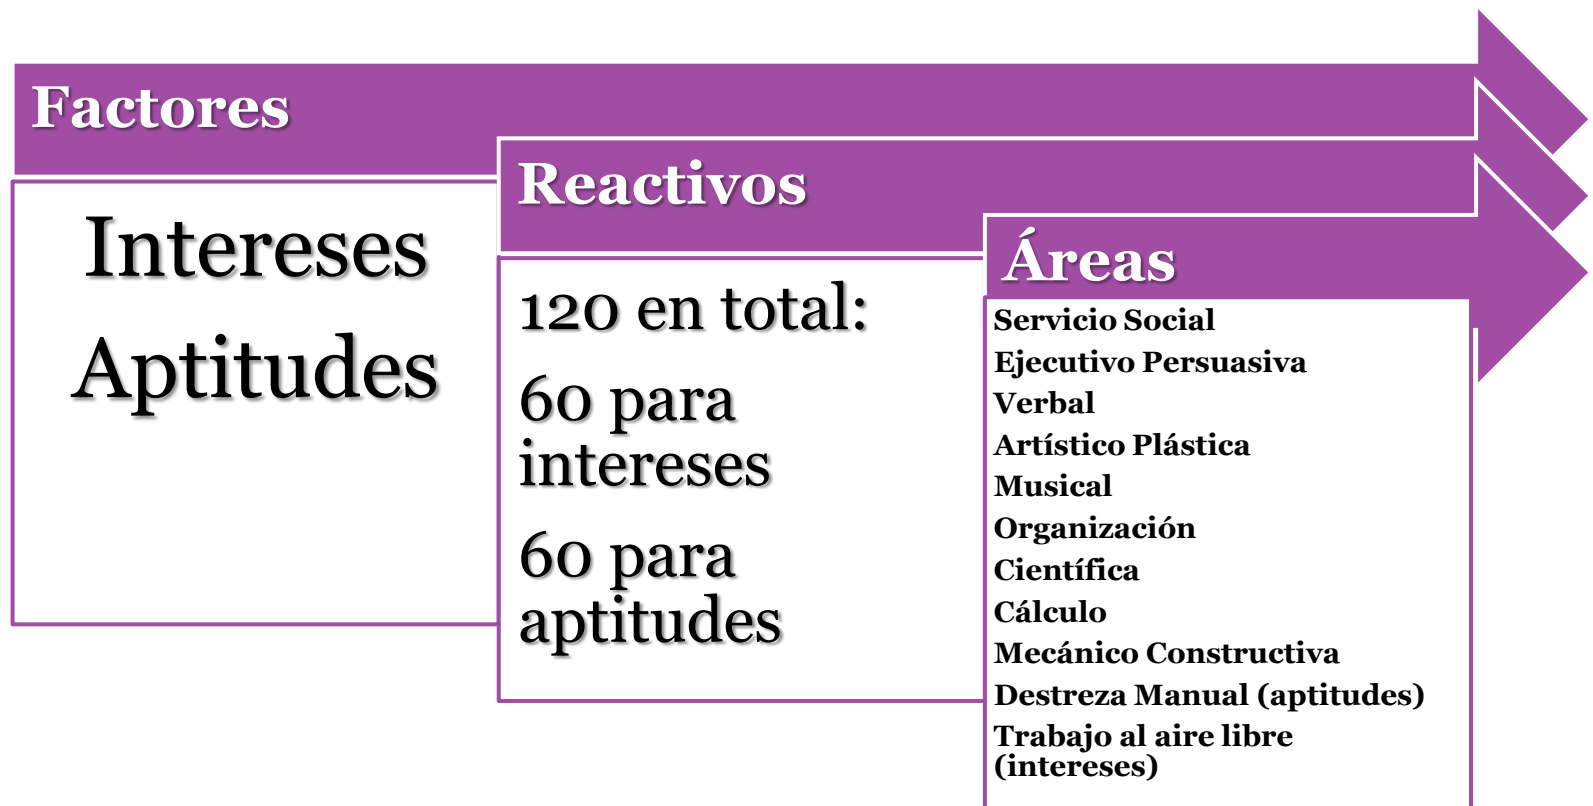 Factores
Intereses
Aptitudes
Reactivos
120 en total:
60 para
intereses
60 para
aptitudes
Áreas
Servicio Social
Ejecutivo Persuasiva
Verbal
Artístico Plástica
Musical
Organización
Científica
Cálculo
Mecánico Constructiva
Destreza Manual (aptitudes)
Trabajo al aire libre
(intereses)